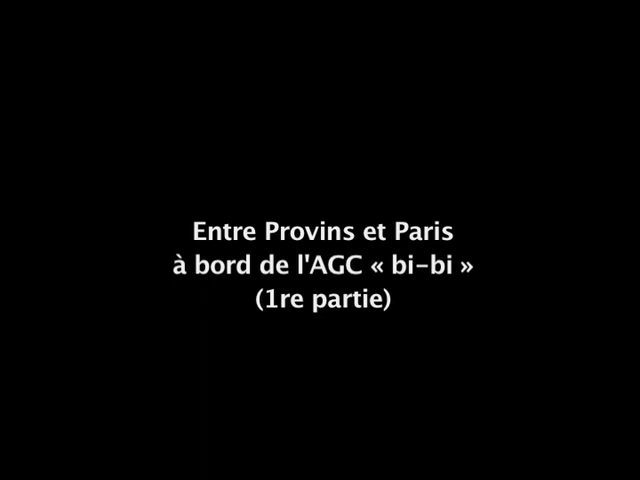 Entre Provins et Paris
à bord de l'AGC « bi-bi »
(1re partie)